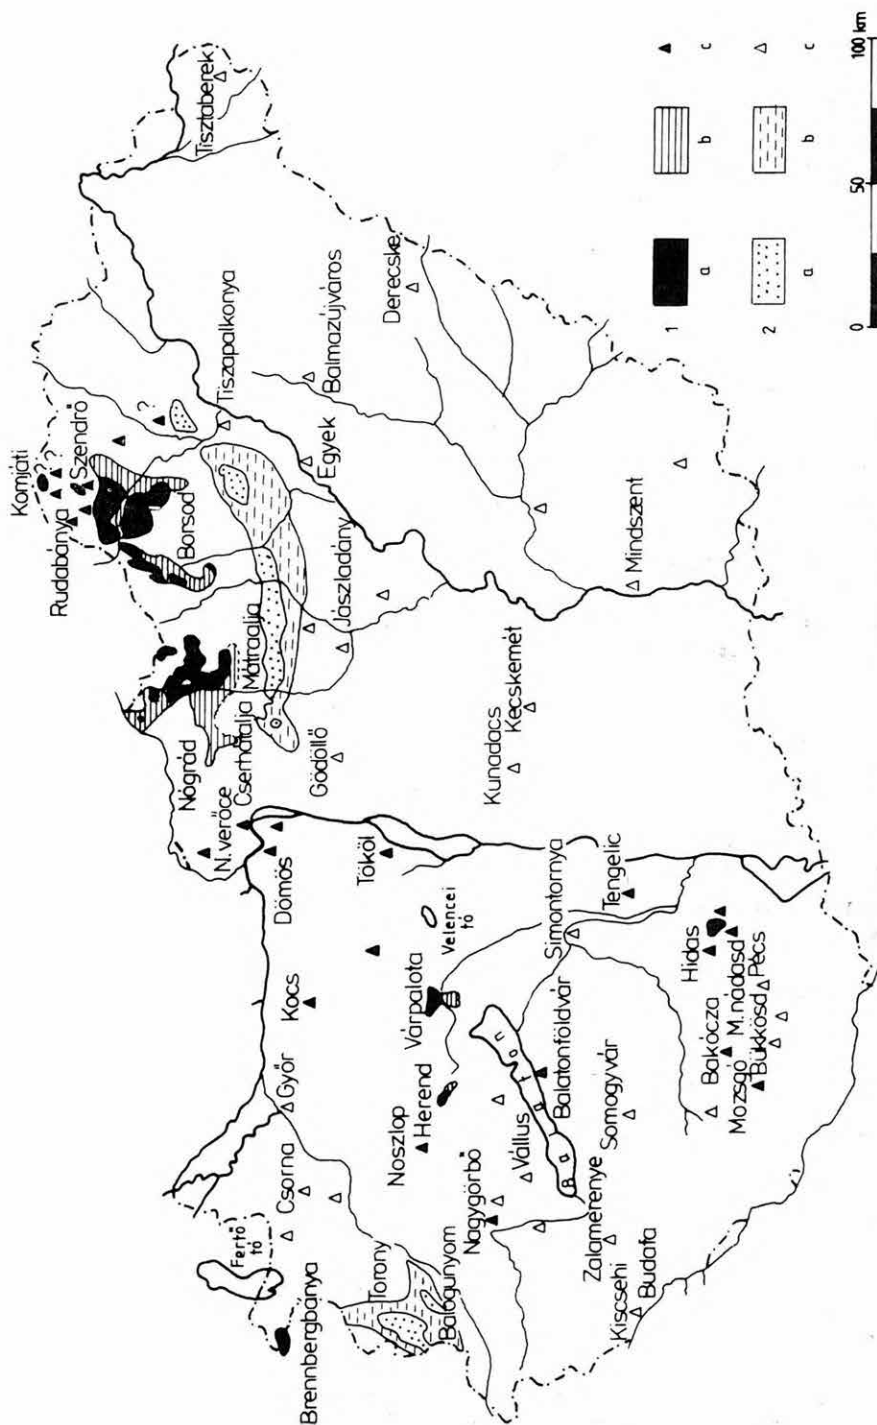 Komjáti
? ?
Rudabánya
Szendrő
?
Borsod
Nógrád
N.verőce
Cserhátalja
Mátraalja
Tisztaberek
Tiszapalkonya
Egyek
Balmazújváros
Derecske
Jászladány
Gödöllő
Kunadacs
Kecskemét
Mindszent
Dömös
Tököl
Velencei
tó
Kocs
Győr
Csorna
Fertő
tó
Brennbergbánya
Várpalota
Noszlop
Herend
Torony
Balogunyom
Nagygörbő
Vállus
Balaton
Balatonföldvár
Simontornya
Tengelic
Somogyvár
Zalamerenye
Kiscsehi
Budafa
Hidas
Bakócza
M.nádasd
Mozsgó
Bükkösd
Pécs
1
a
b
c
2
a
b
c
0
50
100 km